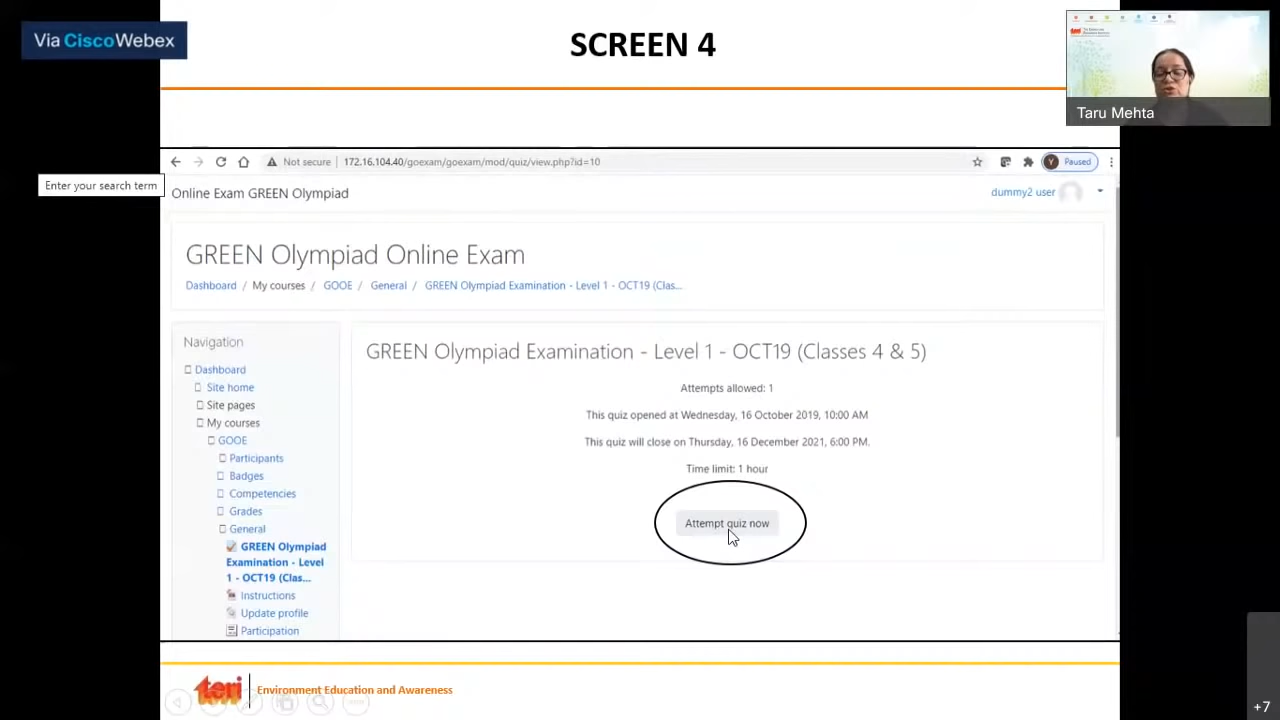 Via CiscoWebex
SCREEN 4
teri
Taru Mehta
Not secure | 172.16.104.40/goexam/goexam/mod/quiz/view.php?id=10
Y Paused
Enter your search term
Online Exam GREEN Olympiad
dummy2 user
GREEN Olympiad Online Exam
Dashboard / My courses / GOOE / General / GREEN Olympiad Examination - Level 1 - OCT19 (Clas...
Navigation
Dashboard
Site home
Site pages
My courses
GOOE
Participants
Badges
Competencies
Grades
General
GREEN Olympiad
Examination - Level
1 - OCT19 (Clas...
Instructions
Update profile
Participation
GREEN Olympiad Examination - Level 1 - OCT19 (Classes 4 & 5)
Attempts allowed: 1
This quiz opened at Wednesday, 16 October 2019, 10:00 AM
This quiz will close on Thursday, 16 December 2021, 6:00 PM.
Time limit: 1 hour
Attempt quiz now
teri
Environment Education and Awareness
+7